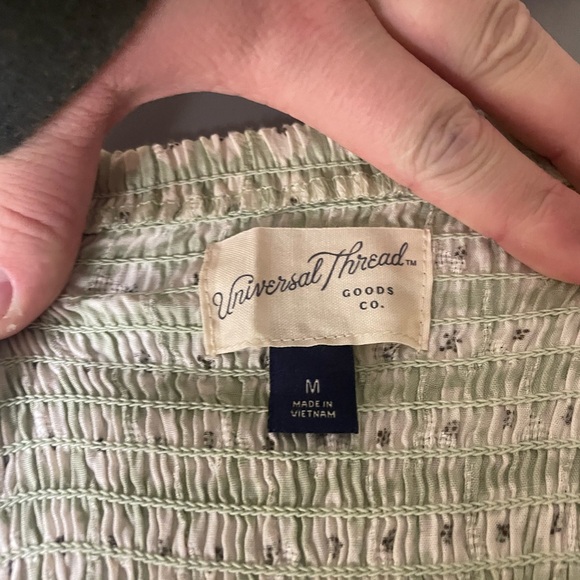 Universal Thread™
GOODS
CO.
M
MADE IN
VIETNAM